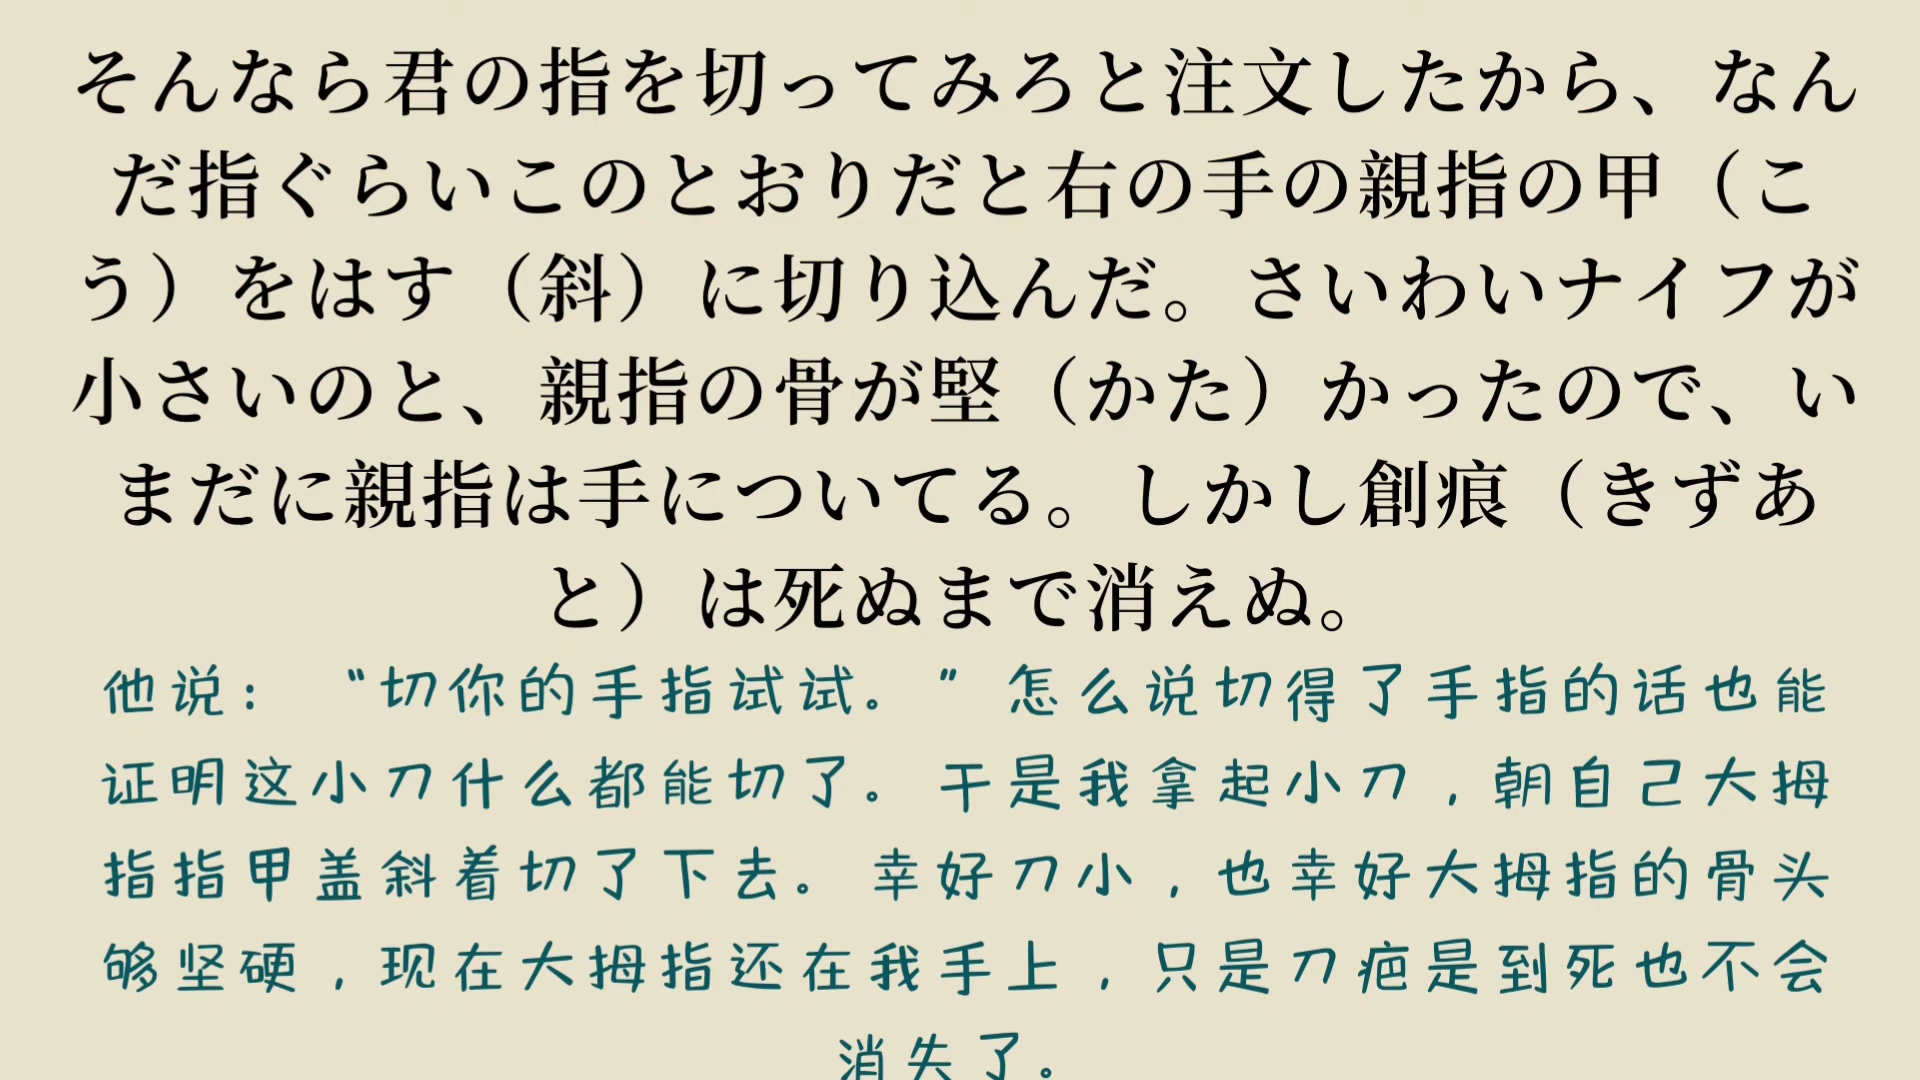 そんなら君の指を切ってみろと注文したから、なん
だ指ぐらいこのとおりだと右の手の親指の甲（こ
う）をはす（斜）に切り込んだ。さいわいナイフが
小さいのと、親指の骨が堅（かた）かったので、い
まだに親指は手についてる。しかし創痕（きずあ
と）は死ぬまで消えぬ。
他说：“切你的手指试试。”怎么说切得了手指的话也能
证明这小刀什么都能切了。于是我拿起小刀，朝自己大拇
指指甲盖斜着切了下去。幸好刀小，也幸好大拇指的骨头
够坚硬，现在大拇指还在我手上，只是刀疤是到死也不会
消失了。